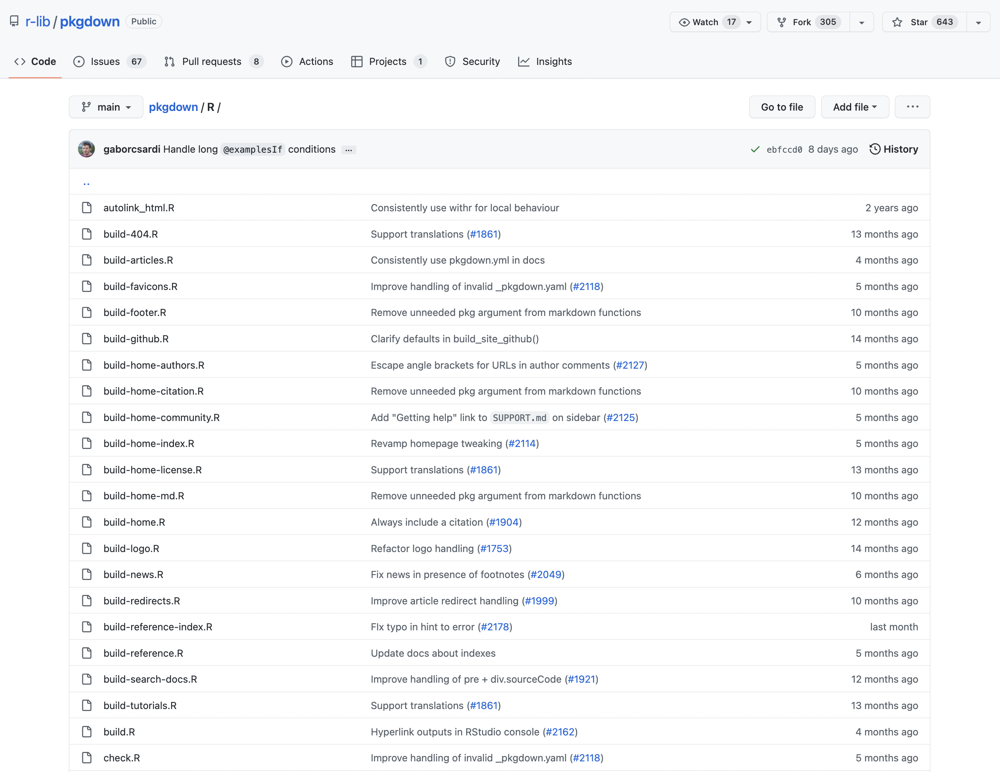 r-lib / pkgdown Public Watch 17 Fork 305 Star 643
Code Issues 67 Pull requests 8 Actions Projects 1 Security Insights
main pkgdown / R / Go to file Add file ...
gaborcsardi Handle long @examplesIf conditions ... ebfccd0 8 days ago History
..
autolink_html.R Consistently use withr for local behaviour 2 years ago
build-404.R Support translations (#1861) 13 months ago
build-articles.R Consistently use pkgdown.yml in docs 4 months ago
build-favicons.R Improve handling of invalid _pkgdown.yaml (#2118) 5 months ago
build-footer.R Remove unneeded pkg argument from markdown functions 10 months ago
build-github.R Clarify defaults in build_site_github() 14 months ago
build-home-authors.R Escape angle brackets for URLs in author comments (#2127) 5 months ago
build-home-citation.R Remove unneeded pkg argument from markdown functions 10 months ago
build-home-community.R Add "Getting help" link to SUPPORT.md on sidebar (#2125) 5 months ago
build-home-index.R Revamp homepage tweaking (#2114) 5 months ago
build-home-license.R Support translations (#1861) 13 months ago
build-home-md.R Remove unneeded pkg argument from markdown functions 10 months ago
build-home.R Always include a citation (#1904) 12 months ago
build-logo.R Refactor logo handling (#1753) 14 months ago
build-news.R Fix news in presence of footnotes (#2049) 6 months ago
build-redirects.R Improve article redirect handling (#1999) 10 months ago
build-reference-index.R FIx typo in hint to error (#2178) last month
build-reference.R Update docs about indexes 5 months ago
build-search-docs.R Improve handling of pre + div.sourceCode (#1921) 12 months ago
build-tutorials.R Support translations (#1861) 13 months ago
build.R Hyperlink outputs in RStudio console (#2162) 4 months ago
check.R Improve handling of invalid _pkgdown.yaml (#2118) 5 months ago